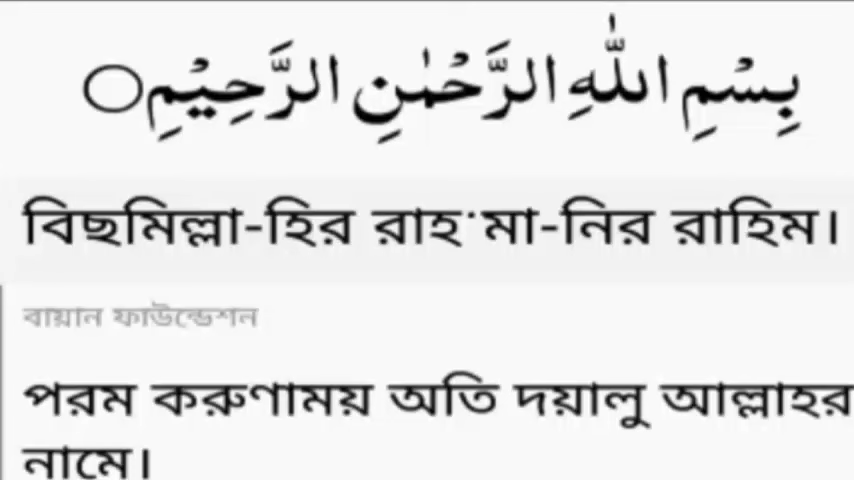 بِسْمِ اللّٰهِ الرَّحْمٰنِ الرَّحِيْمِ○
বিছমিল্লা-হির রাহ'মা-নির রাহিম।
বায়ান ফাউন্ডেশন
পরম করুণাময় অতি দয়ালু আল্লাহর
নামে।